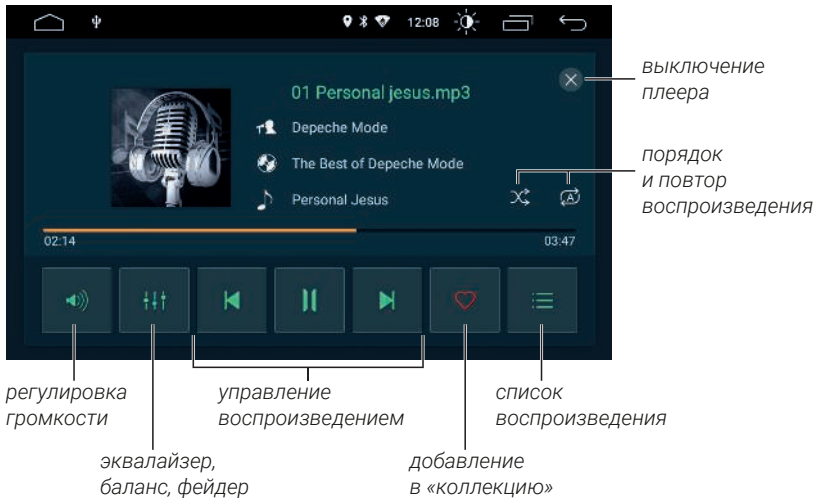 12:08
01 Personal jesus.mp3
Depeche Mode
The Best of Depeche Mode
Personal Jesus
A
02:14
03:47
выключение
плеера
порядок
и повтор
воспроизведения
регулировка
громкости
управление
воспроизведением
список
воспроизведения
эквалайзер,
баланс, фейдер
добавление
в «коллекцию»